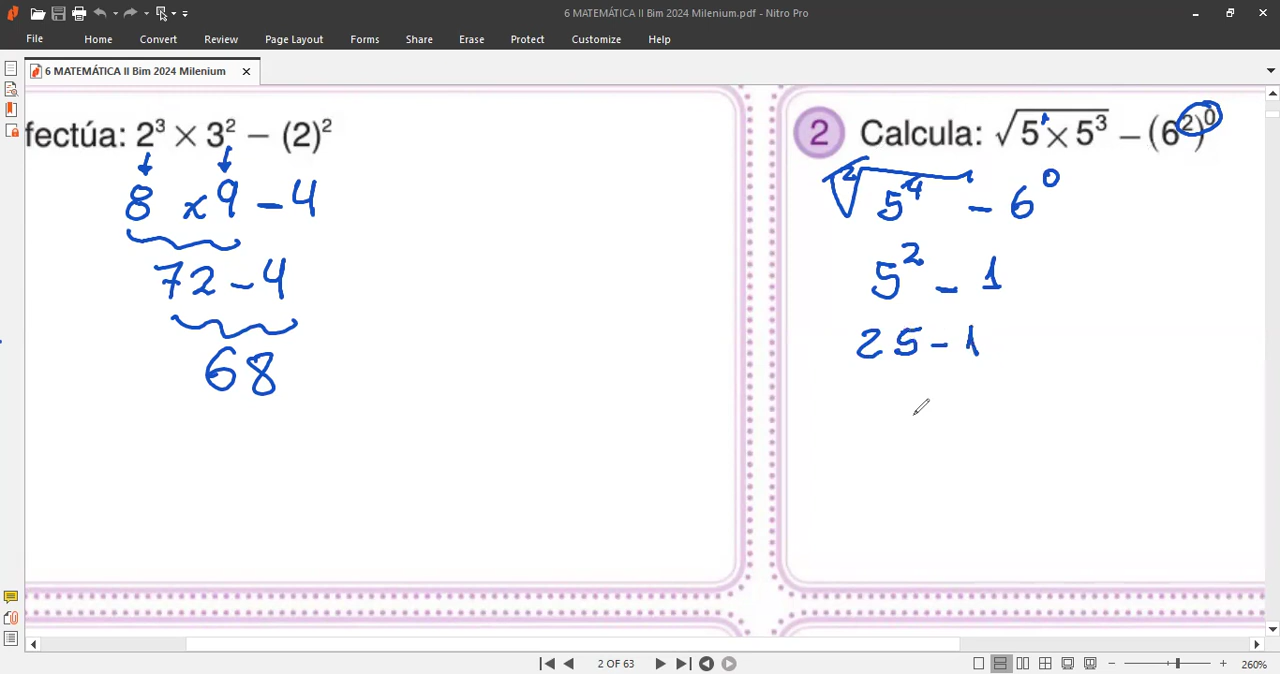 6 MATEMÁTICA II Bim 2024 Milenium.pdf - Nitro Pro
File Home Convert Review Page Layout Forms Share Erase Protect Customize Help
6 MATEMÁTICA II Bim 2024 Milenium
fectúa: 2³ × 3² − (2)²
8 × 9 − 4
72 − 4
68
2 Calcula: √(5¹ × 5³) − (6²)⁰
²√5⁴ − 6⁰
5² − 1
25 − 1
2 OF 63
260%